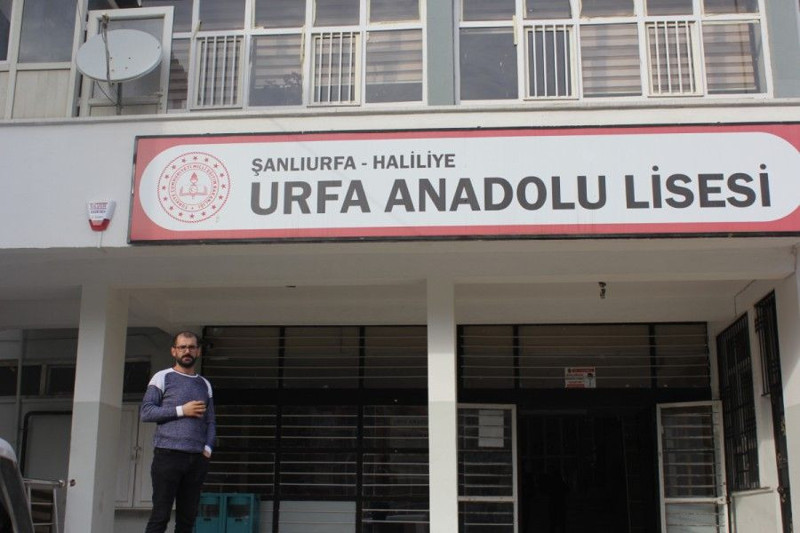 ŞANLIURFA - HALİLİYE
URFA ANADOLU LİSESİ